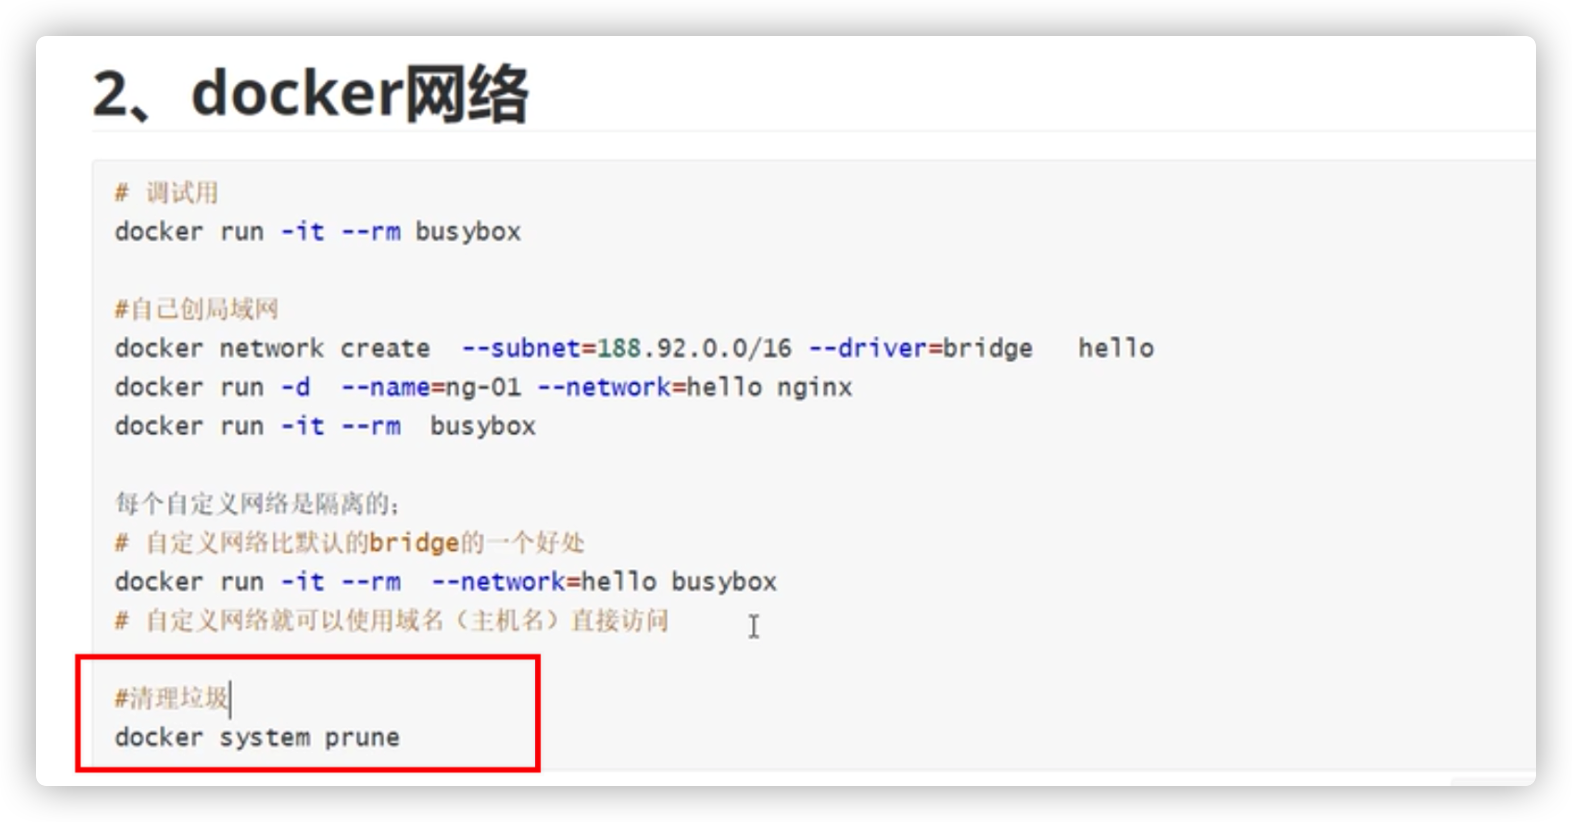 2、docker网络
# 调试用
docker run -it --rm busybox
#自己创局域网
docker network create  --subnet=188.92.0.0/16 --driver=bridge   hello
docker run -d  --name=ng-01 --network=hello nginx
docker run -it --rm  busybox
每个自定义网络是隔离的;
# 自定义网络比默认的bridge的一个好处
docker run -it --rm  --network=hello busybox
# 自定义网络就可以使用域名（主机名）直接访问
#清理垃圾
docker system prune